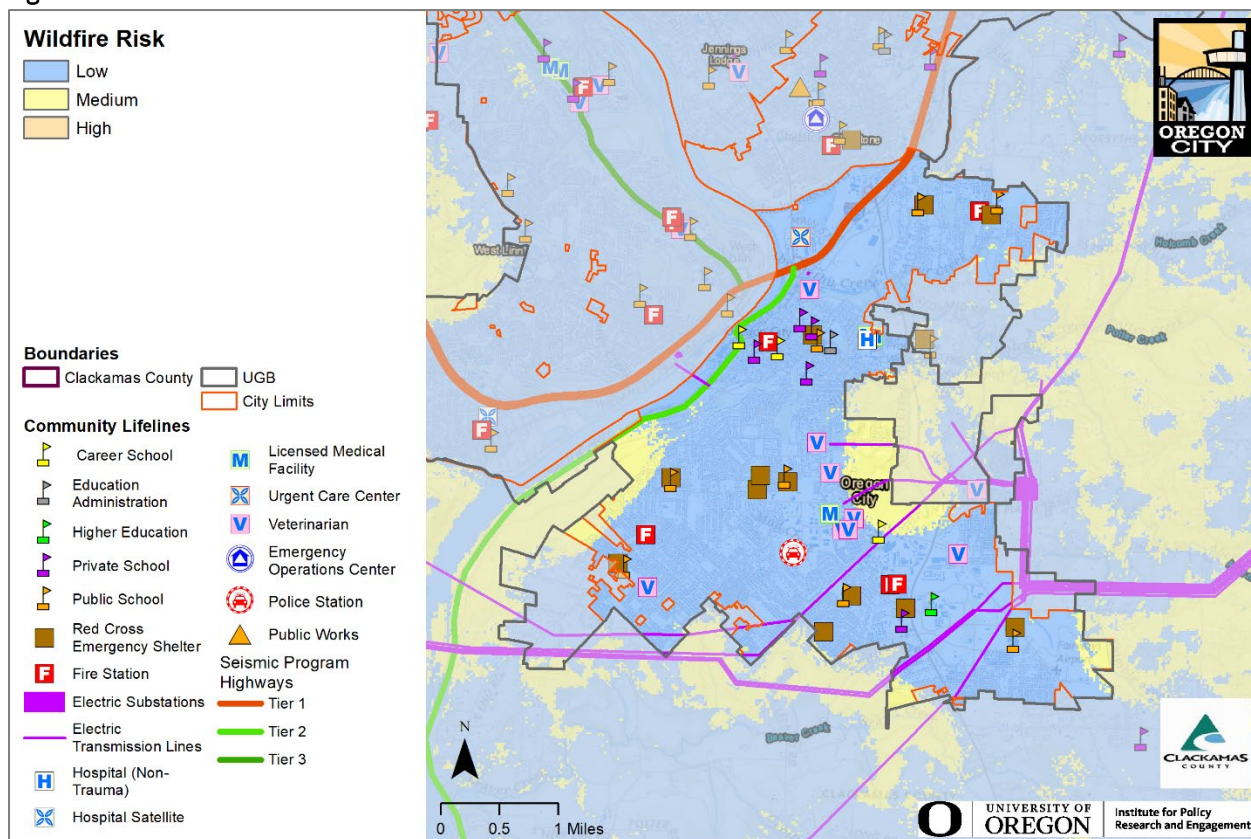 Wildfire Risk
Low
Medium
High
Boundaries
Clackamas County
UGB
City Limits
Community Lifelines
Career School
Education
Administration
Higher Education
Private School
Public School
Red Cross
Emergency Shelter
Fire Station
Electric Substations
Electric
Transmission Lines
Hospital (Non-
Trauma)
Hospital Satellite
Licensed Medical
Facility
Urgent Care Center
Veterinarian
Emergency
Operations Center
Police Station
Public Works
Seismic Program
Highways
Tier 1
Tier 2
Tier 3
N
0 0.5 1 Miles
Jennings
Lodge
West Linn
Holcomb Creek
Potter Creek
Oregon
City
Beaver Creek
OREGON
CITY
CLACKAMAS
COUNTY
UNIVERSITY OF
OREGON
Institute for Policy
Research and Engagement